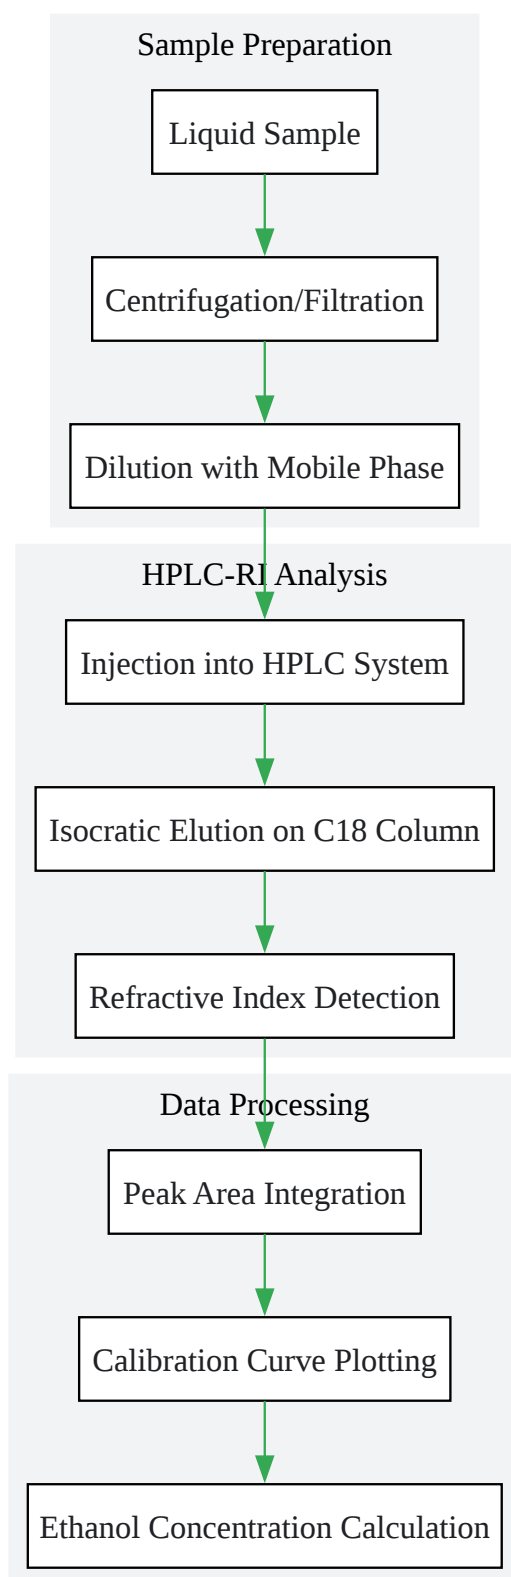 Sample Preparation
Liquid Sample
Centrifugation/Filtration
Dilution with Mobile Phase
HPLC-RI Analysis
Injection into HPLC System
Isocratic Elution on C18 Column
Refractive Index Detection
Data Processing
Peak Area Integration
Calibration Curve Plotting
Ethanol Concentration Calculation